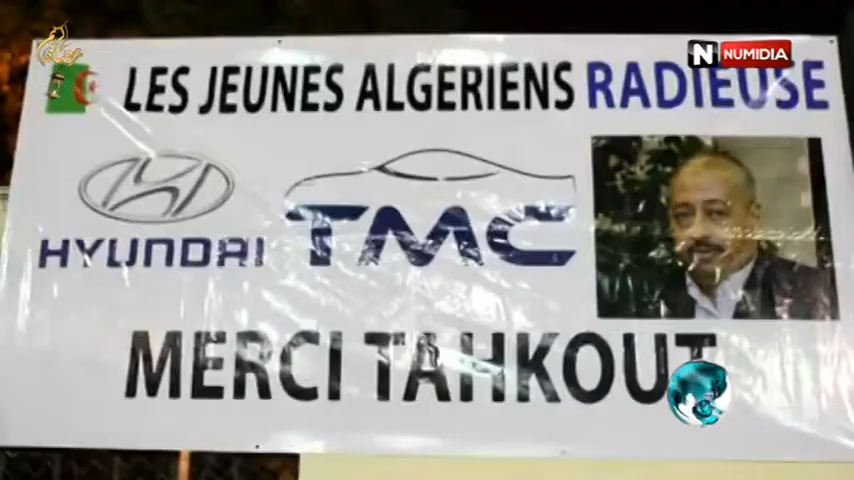 LES JEUNES ALGERIENS RADIEUSE
N NUMIDIA
HYUNDAI
TMC
MERCI TAHKOUT